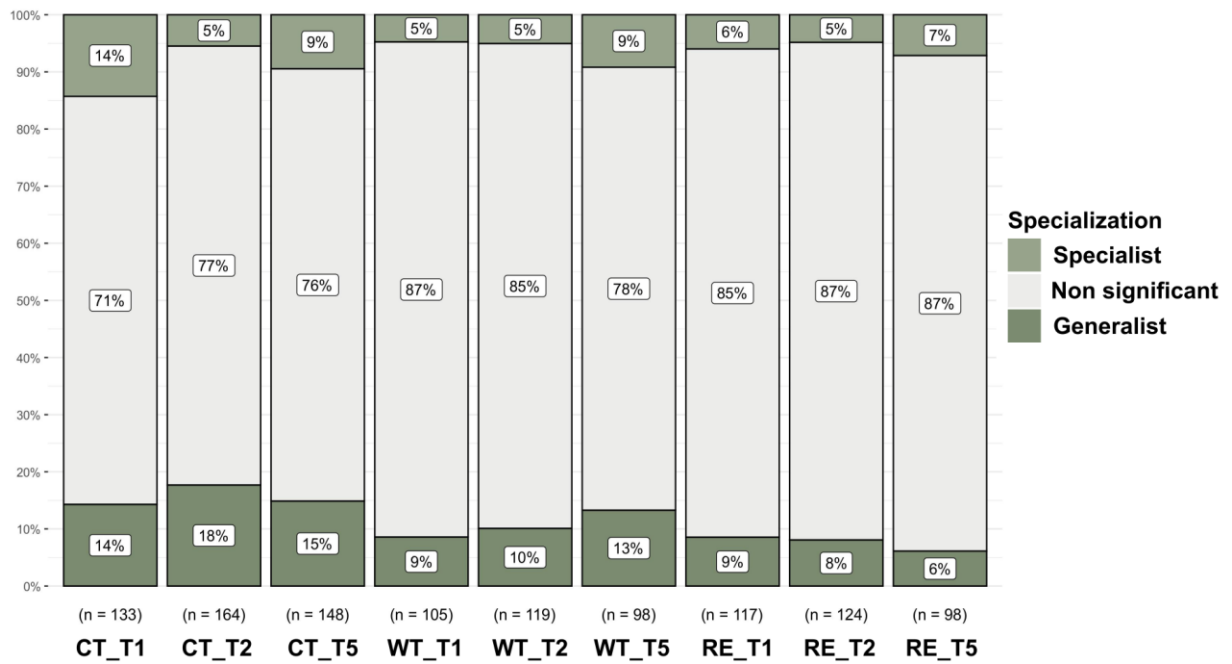 100%
90%
80%
70%
60%
50%
40%
30%
20%
10%
0%
14% 5% 9% 5% 5% 9% 6% 5% 7%
71% 77% 76% 87% 85% 78% 85% 87% 87%
14% 18% 15% 9% 10% 13% 9% 8% 6%
(n = 133) (n = 164) (n = 148) (n = 105) (n = 119) (n = 98) (n = 117) (n = 124) (n = 98)
CT_T1 CT_T2 CT_T5 WT_T1 WT_T2 WT_T5 RE_T1 RE_T2 RE_T5
Specialization
Specialist
Non significant
Generalist